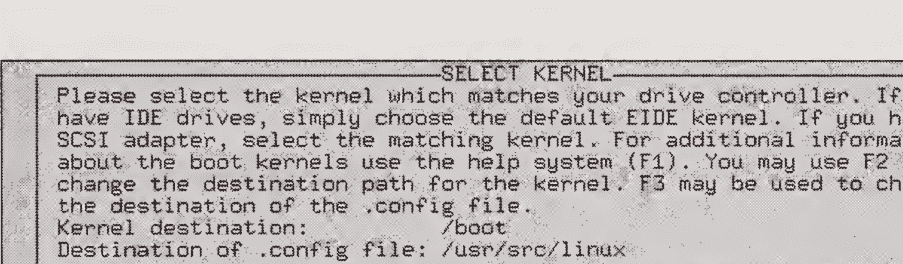 SELECT KERNEL
Please select the kernel which matches your drive controller. If
have IDE drives, simply choose the default EIDE kernel. If you h
SCSI adapter, select the matching kernel. For additional informa
about the boot kernels use the help system (F1). You may use F2
change the destination path for the kernel. F3 may be used to ch
the destination of the .config file.
Kernel destination: /boot
Destination of .config file: /usr/src/linux